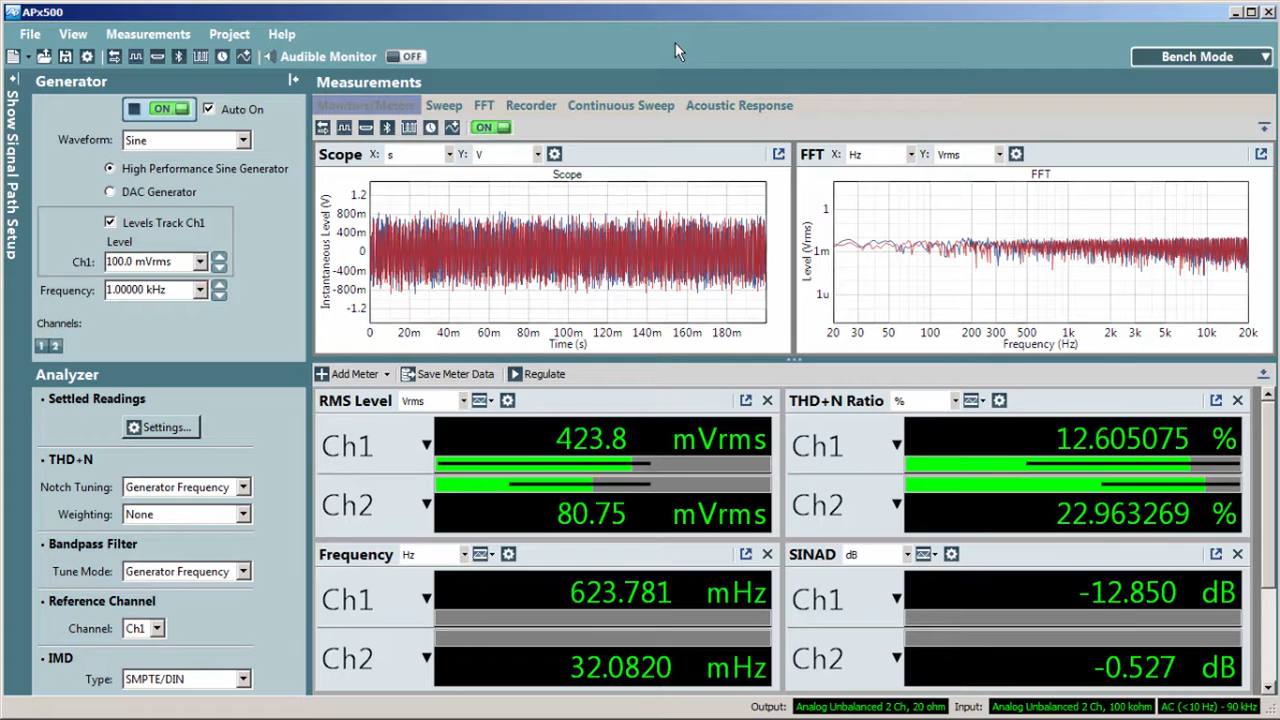 APx500
File View Measurements Project Help
Audible Monitor OFF
Bench Mode
Show Signal Path Setup
Generator
ON Auto On
Waveform: Sine
High Performance Sine Generator
DAC Generator
Levels Track Ch1
Level
Ch1: 100.0 mVrms
Frequency: 1.00000 kHz
Channels:
1 2
Analyzer
Settled Readings
Settings...
THD+N
Notch Tuning: Generator Frequency
Weighting: None
Bandpass Filter
Tune Mode: Generator Frequency
Reference Channel
Channel: Ch1
IMD
Type: SMPTE/DIN
Measurements
Monitors/Meters Sweep FFT Recorder Continuous Sweep Acoustic Response
ON
Scope X: s Y: V
Scope
Instantaneous Level (V)
1.2
800m
400m
0
-400m
-800m
-1.2
0 20m 40m 60m 80m 100m 120m 140m 160m 180m
Time (s)
FFT X: Hz Y: Vrms
FFT
Level (Vrms)
1
1m
1u
20 30 50 100 200 300 500 1k 2k 3k 5k 10k 20k
Frequency (Hz)
Add Meter Save Meter Data Regulate
RMS Level Vrms
Ch1 423.8 mVrms
Ch2 80.75 mVrms
THD+N Ratio %
Ch1 12.605075 %
Ch2 22.963269 %
Frequency Hz
Ch1 623.781 mHz
Ch2 32.0820 mHz
SINAD dB
Ch1 -12.850 dB
Ch2 -0.527 dB
Output: Analog Unbalanced 2 Ch, 20 ohm Input: Analog Unbalanced 2 Ch, 100 kohm AC (<10 Hz) - 90 kHz